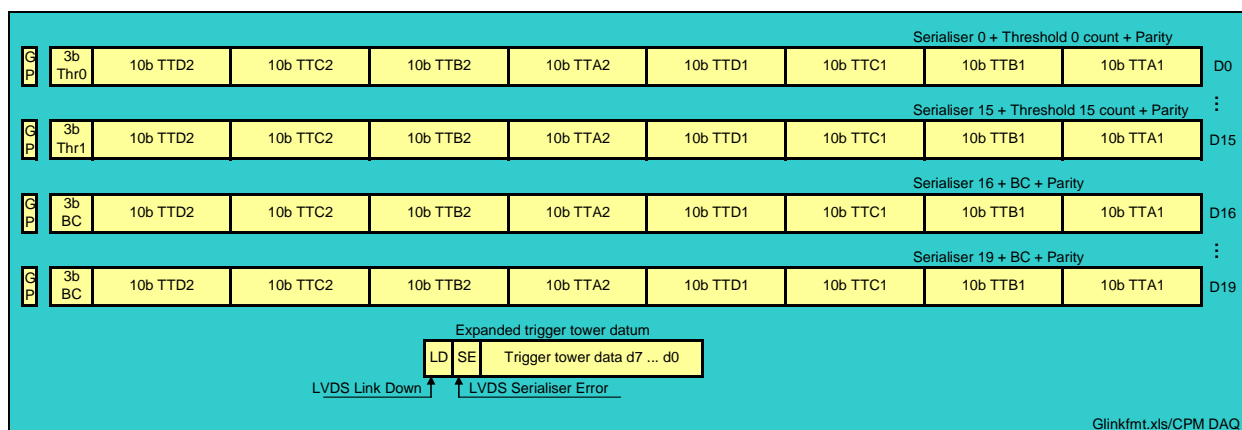 Serialiser 0 + Threshold 0 count + Parity
GP 3b Thr0 10b TTD2 10b TTC2 10b TTB2 10b TTA2 10b TTD1 10b TTC1 10b TTB1 10b TTA1 D0
...
Serialiser 15 + Threshold 15 count + Parity
GP 3b Thr1 10b TTD2 10b TTC2 10b TTB2 10b TTA2 10b TTD1 10b TTC1 10b TTB1 10b TTA1 D15
Serialiser 16 + BC + Parity
GP 3b BC 10b TTD2 10b TTC2 10b TTB2 10b TTA2 10b TTD1 10b TTC1 10b TTB1 10b TTA1 D16
...
Serialiser 19 + BC + Parity
GP 3b BC 10b TTD2 10b TTC2 10b TTB2 10b TTA2 10b TTD1 10b TTC1 10b TTB1 10b TTA1 D19
Expanded trigger tower datum
LD SE Trigger tower data d7 ... d0
LVDS Link Down LVDS Serialiser Error
Glinkfmt.xls/CPM DAQ